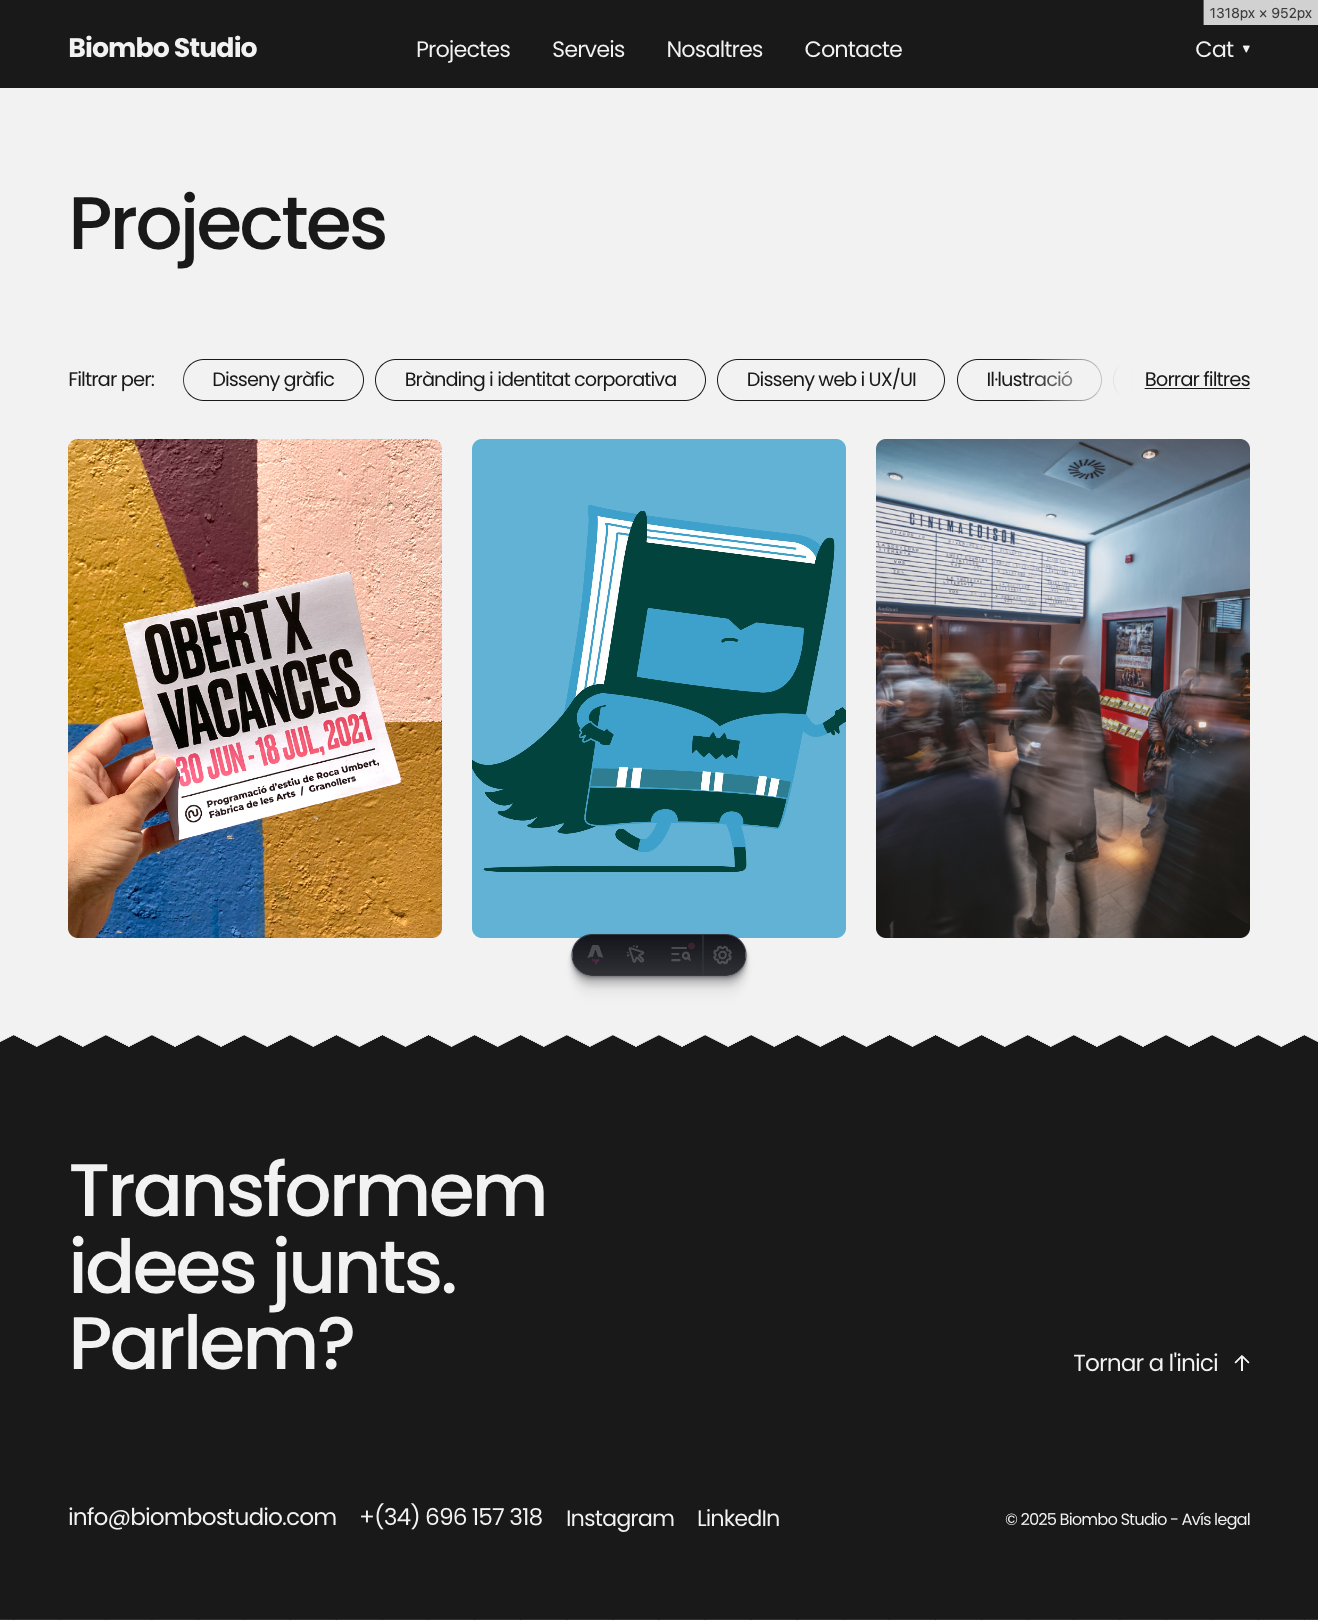 1318px × 952px
Biombo Studio
Projectes
Serveis
Nosaltres
Contacte
Cat ▾
Projectes
Filtrar per:
Disseny gràfic
Brànding i identitat corporativa
Disseny web i UX/UI
Il·lustració
Borrar filtres
OBERT X
VACANCES
30 JUN - 18 JUL, 2021
Programació d'estiu de Roca Umbert,
Fàbrica de les Arts / Granollers
CINEMA EDISON
Transformem
idees junts.
Parlem?
Tornar a l'inici ↑
info@biombostudio.com
+(34) 696 157 318
Instagram
LinkedIn
© 2025 Biombo Studio - Avís legal